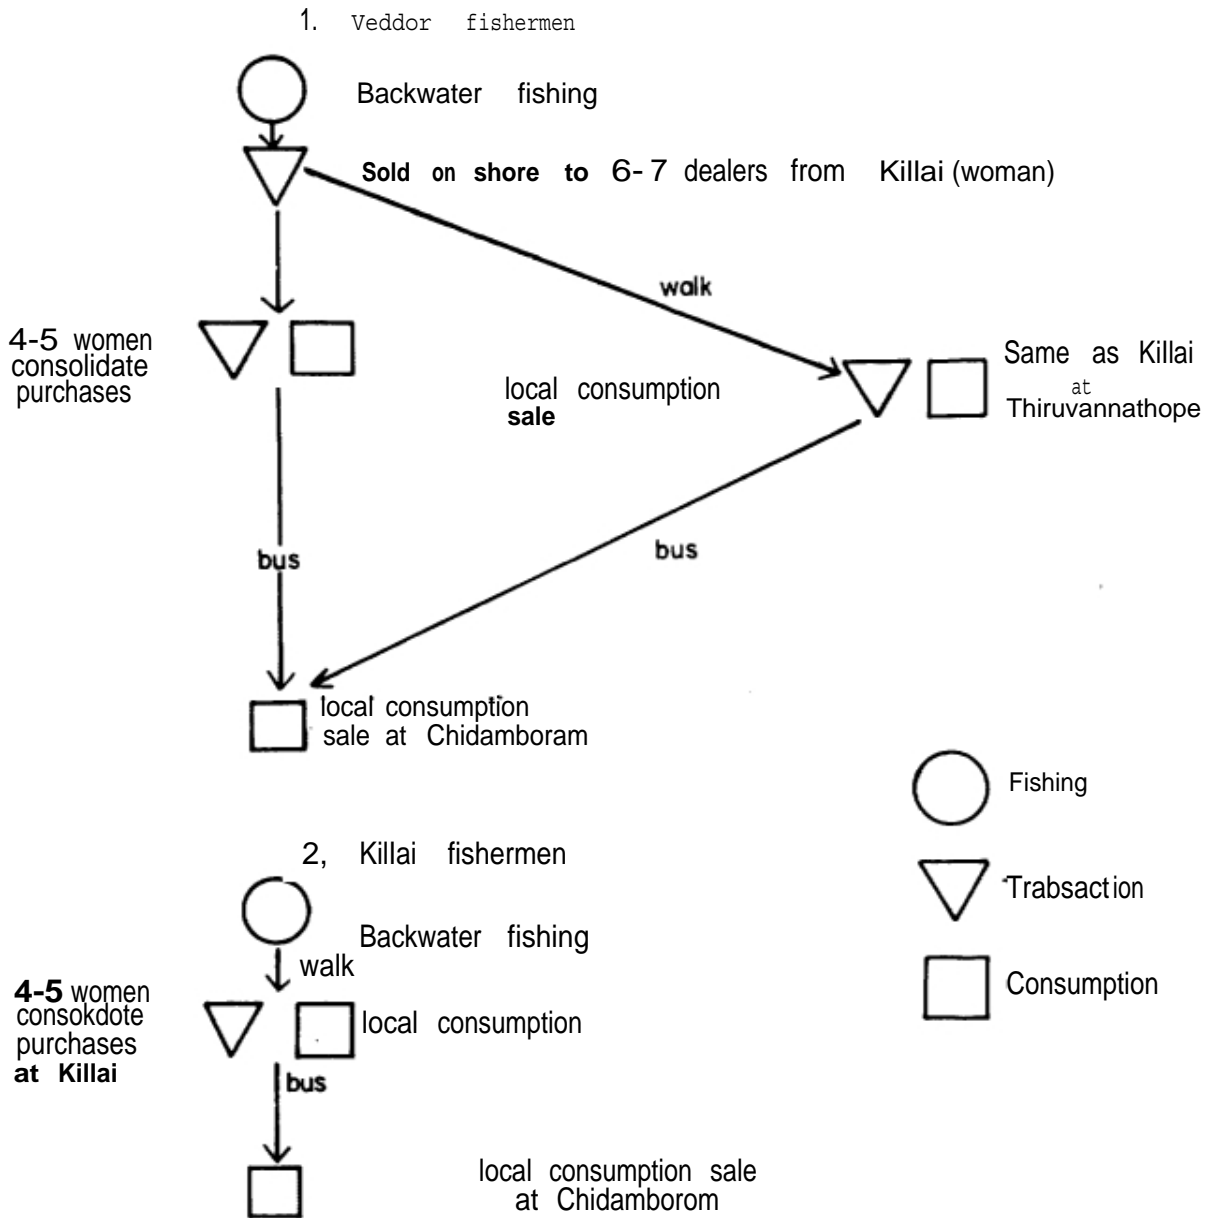 1. Veddor fishermen
Backwater fishing
Sold on shore to 6-7 dealers from Killai (woman)
walk
4-5 women
consolidate
purchases
local consumption
sale
Same as Killai
at
Thiruvannathope
bus
bus
local consumption
sale at Chidamboram
Fishing
Trabsaction
Consumption
2, Killai fishermen
Backwater fishing
walk
4-5 women
consokdote
purchases
at Killai
local consumption
bus
local consumption sale
at Chidamborom